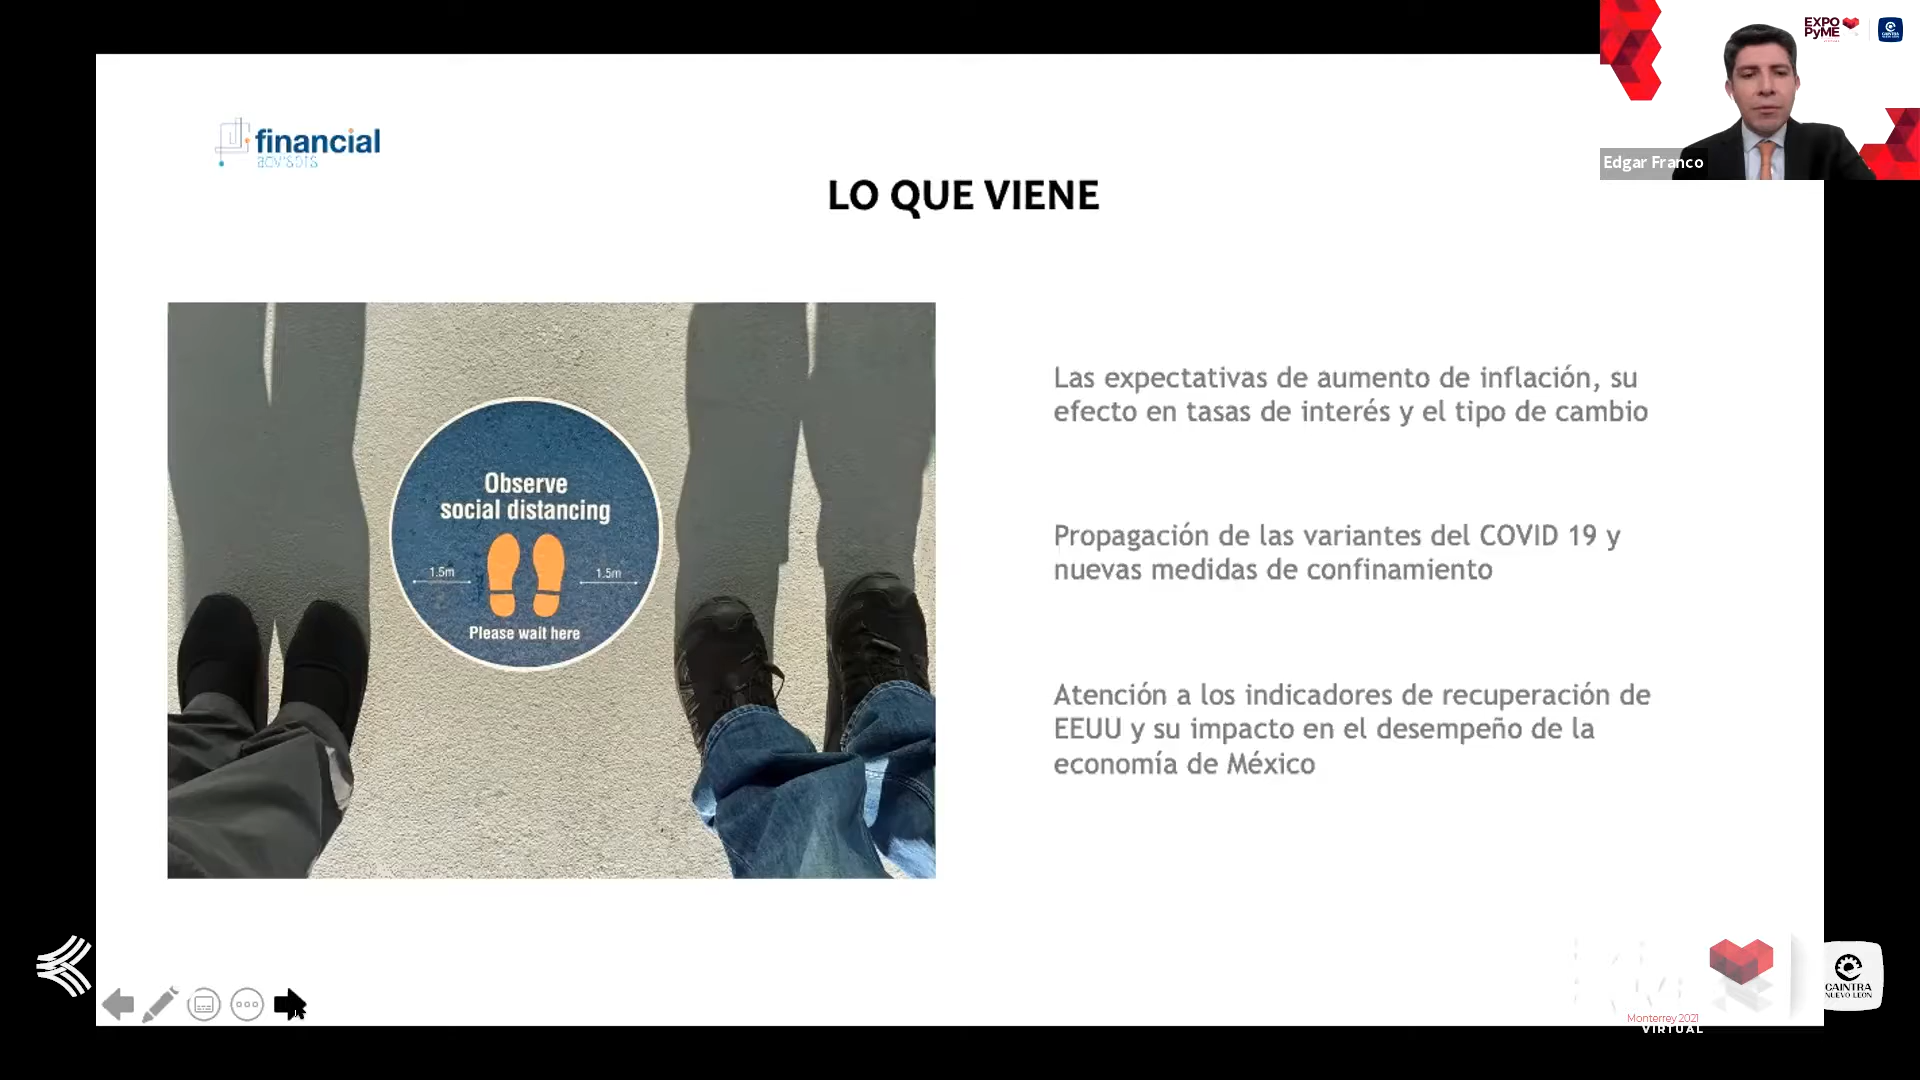 EXPO
PyME
CAINTRA
Edgar Franco
financial
advisors
LO QUE VIENE
Observe
social distancing
1.5m
1.5m
Please wait here
Las expectativas de aumento de inflación, su
efecto en tasas de interés y el tipo de cambio
Propagación de las variantes del COVID 19 y
nuevas medidas de confinamiento
Atención a los indicadores de recuperación de
EEUU y su impacto en el desempeño de la
economía de México
CAINTRA
NUEVO LEÓN
Monterrey 2021
VIRTUAL